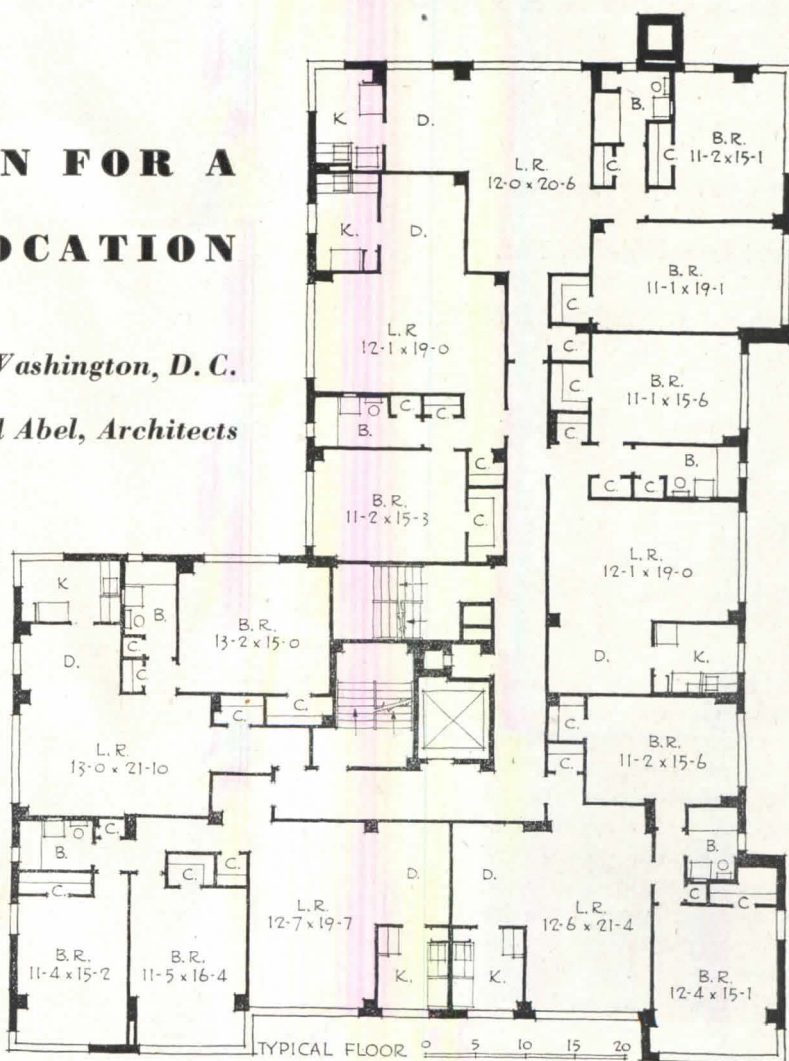 N FOR A
OCATION
Washington, D. C.
l Abel, Architects
K.
D.
L.R.
12-0 x 20-6
B.
C.
C.
B.R.
11-2 x 15-1
K.
D.
L.R
12-1 x 19-0
B.R.
11-1 x 19-1
C.
C.
C.
C.
B.R.
11-1 x 15-6
B.
C.
C.
B.
C.
C.
C.
C.
B.R.
11-2 x 15-3
L.R.
12-1 x 19-0
D.
K.
K
D.
B.
C.
C.
B.R.
13-2 x 15-0
C.
C.
L.R.
13-0 x 21-10
C.
C.
B.R.
11-2 x 15-6
B.
C.
C.
C.
C.
C.
B.R.
11-4 x 15-2
B.R.
11-5 x 16-4
L.R.
12-7 x 19-7
D.
K.
D.
K.
L.R.
12-6 x 21-4
B.
C.
C
B.R.
12-4 x 15-1
TYPICAL FLOOR 0 5 10 15 20